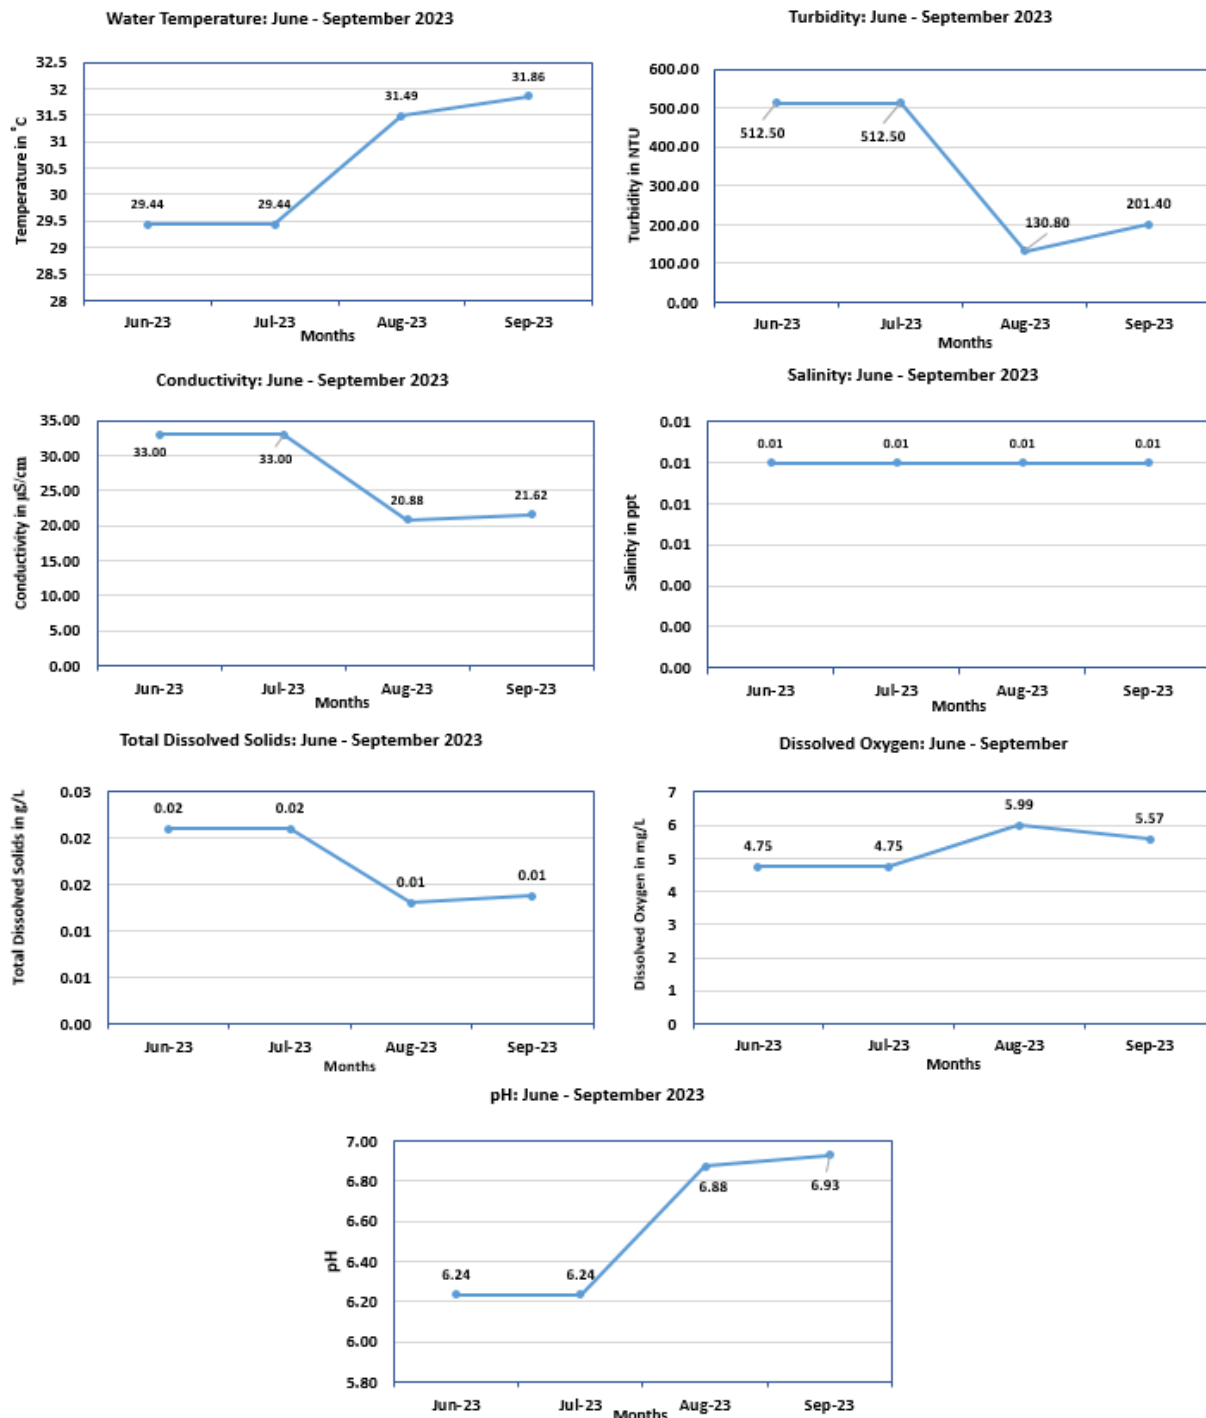 Water Temperature: June - September 2023
32.5
32
31.5
31
30.5
30
29.5
29
28.5
28
Temperature in ˚C
29.44
29.44
31.49
31.86
Jun-23 Jul-23 Aug-23 Sep-23
Months
Turbidity: June - September 2023
600.00
500.00
400.00
300.00
200.00
100.00
0.00
Turbidity in NTU
512.50
512.50
130.80
201.40
Jun-23 Jul-23 Aug-23 Sep-23
Months
Conductivity: June - September 2023
35.00
30.00
25.00
20.00
15.00
10.00
5.00
0.00
Conductivity in µS/cm
33.00
33.00
20.88
21.62
Jun-23 Jul-23 Aug-23 Sep-23
Months
Salinity: June - September 2023
0.01
0.01
0.01
0.01
0.00
0.00
0.00
Salinity in ppt
0.01
0.01
0.01
0.01
Jun-23 Jul-23 Aug-23 Sep-23
Months
Total Dissolved Solids: June - September 2023
0.03
0.02
0.02
0.01
0.01
0.00
Total Dissolved Solids in g/L
0.02
0.02
0.01
0.01
Jun-23 Jul-23 Aug-23 Sep-23
Months
Dissolved Oxygen: June - September
7
6
5
4
3
2
1
0
Dissolved Oxygen in mg/L
4.75
4.75
5.99
5.57
Jun-23 Jul-23 Aug-23 Sep-23
Months
pH: June - September 2023
7.00
6.80
6.60
6.40
6.20
6.00
5.80
pH
6.24
6.24
6.88
6.93
Jun-23 Jul-23 Aug-23 Sep-23
Months